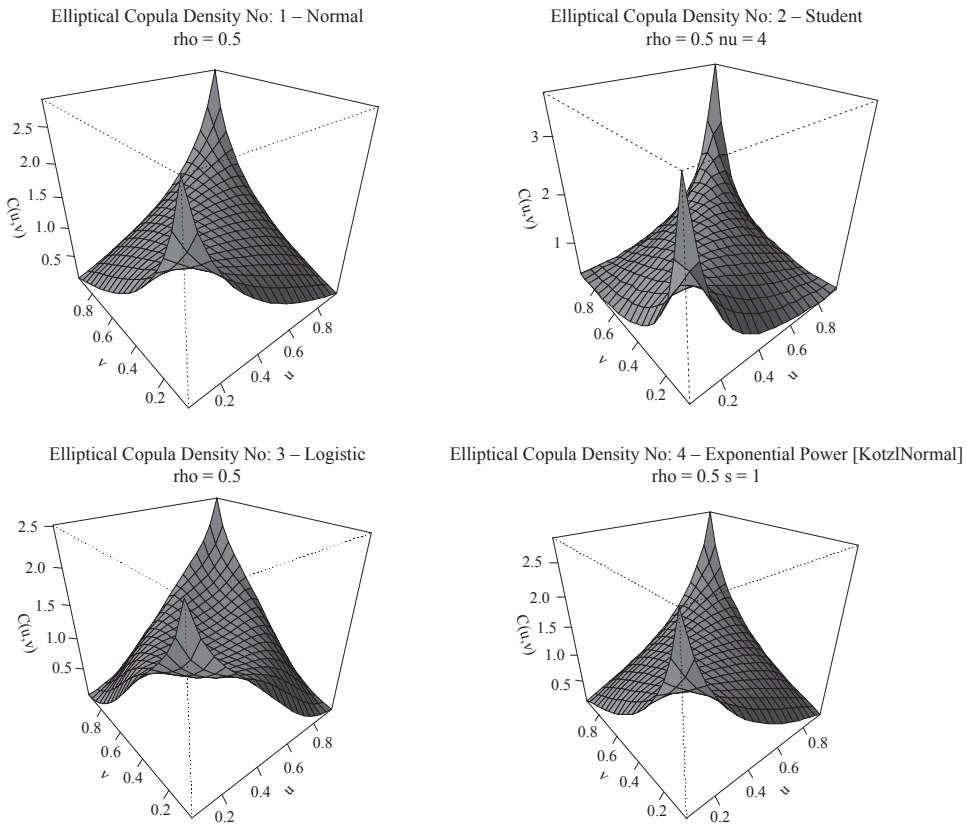 Elliptical Copula Density No: 1 – Normal
rho = 0.5
2.5
2.0
1.5
1.0
0.5
C(u,v)
0.8
0.6
0.4
0.2
v
0.2
0.4
0.6
0.8
u
Elliptical Copula Density No: 2 – Student
rho = 0.5 nu = 4
3
2
1
C(u,v)
0.8
0.6
0.4
0.2
v
0.2
0.4
0.6
0.8
u
Elliptical Copula Density No: 3 – Logistic
rho = 0.5
2.5
2.0
1.5
1.0
0.5
C(u,v)
0.8
0.6
0.4
0.2
v
0.2
0.4
0.6
0.8
u
Elliptical Copula Density No: 4 – Exponential Power [KotzlNormal]
rho = 0.5 s = 1
2.5
2.0
1.5
1.0
0.5
C(u,v)
0.8
0.6
0.4
0.2
v
0.2
0.4
0.6
0.8
u